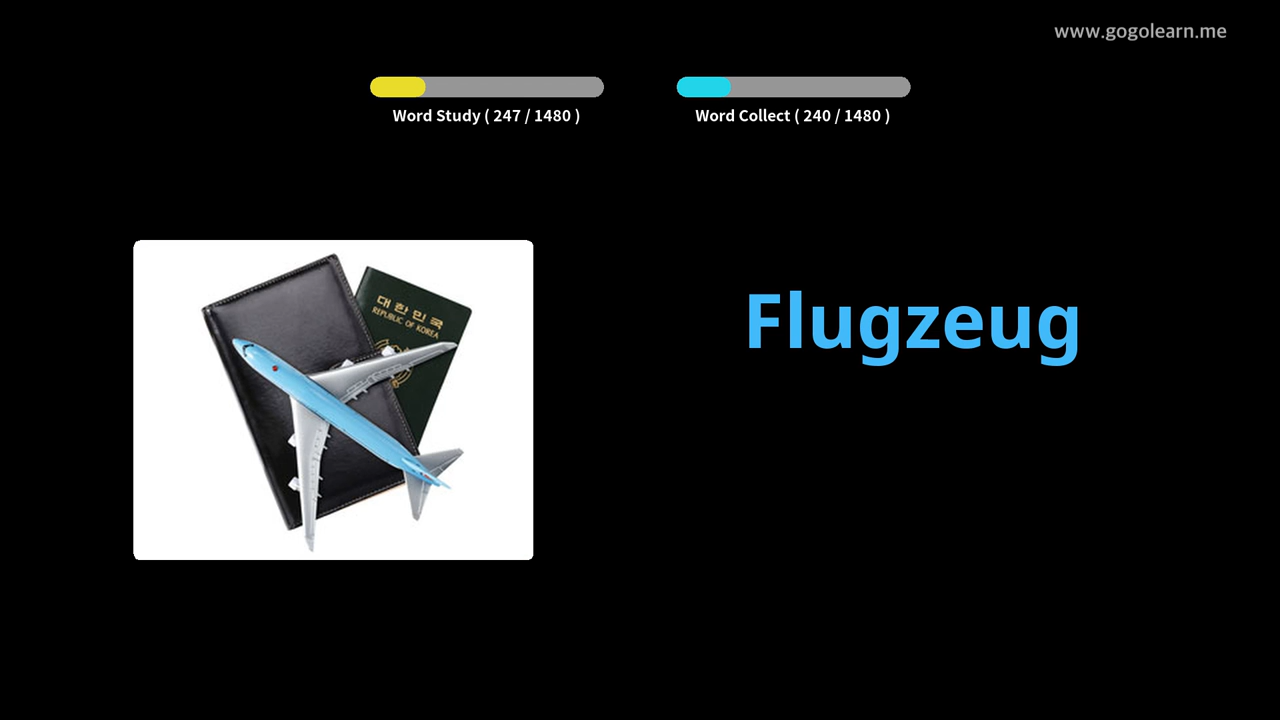 www.gogolearn.me
Word Study ( 247 / 1480 )
Word Collect ( 240 / 1480 )
대한민국
REPUBLIC OF KOREA
Flugzeug